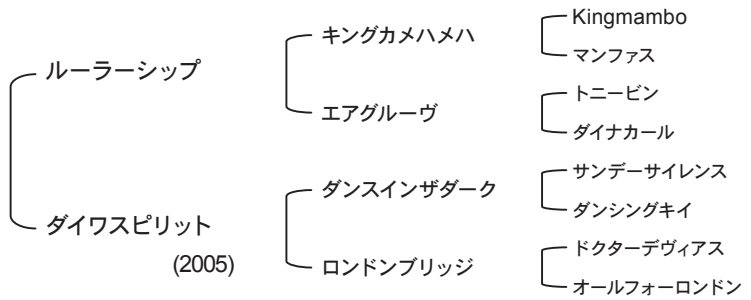 ルーラーシップ
キングカメハメハ
Kingmambo
マンファス
エアグルーヴ
トニービン
ダイナカール
ダイワスピリット
(2005)
ダンスインザダーク
サンデーサイレンス
ダンシングキイ
ロンドンブリッジ
ドクターデヴィアス
オールフォーロンドン